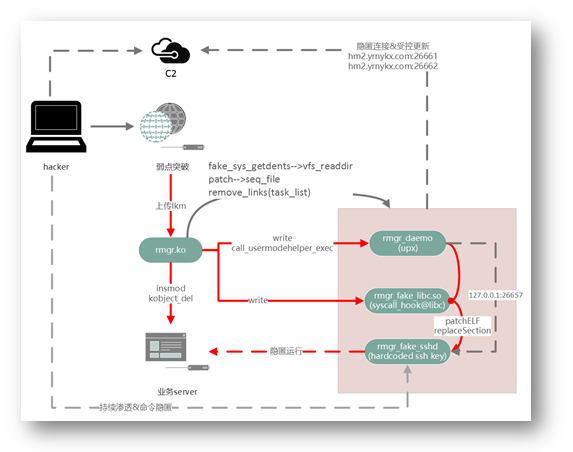 隐匿连接&受控更新
hm2.yrnykx.com:26661
hm2.yrnykx.com:26662
C2
hacker
弱点突破
fake_sys_getdents-->vfs_readdir
patch-->seq_file
remove_links(task_list)
上传lkm
rmgr.ko
write
call_usermodehelper_exec
rmgr_daemo
(upx)
insmod
kobject_del
write
rmgr_fake_libc.so
(syscall_hook@libc)
127.0.0.1:26657
patchELF
replaceSection
隐匿运行
rmgr_fake_sshd
(hardcoded ssh key)
业务server
持续渗透&命令隐匿